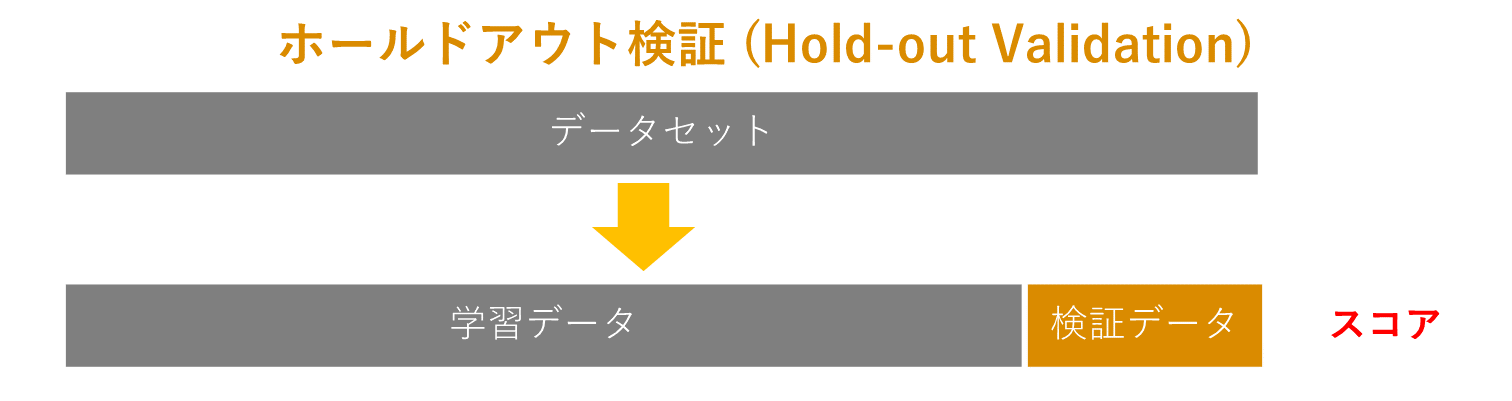 ホールドアウト検証 (Hold-out Validation)
データセット
学習データ
検証データ
スコア